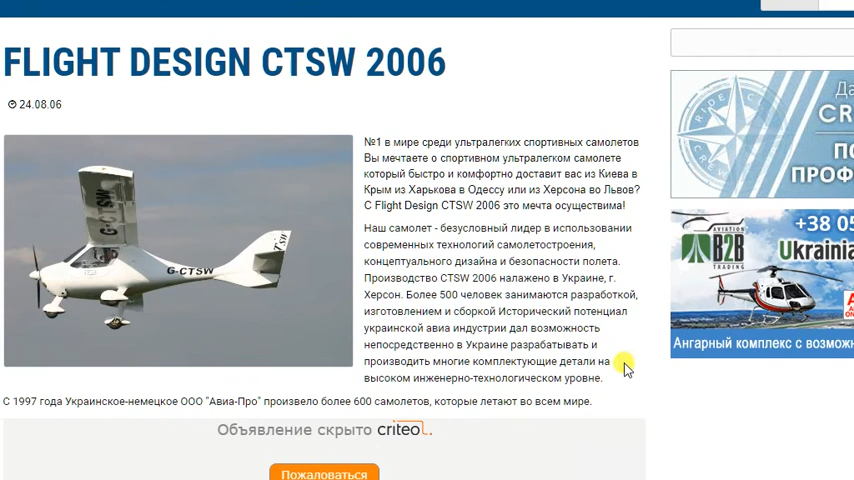 FLIGHT DESIGN CTSW 2006
24.08.06
№1 в мире среди ультралегких спортивных самолетов
Вы мечтаете о спортивном ультралегком самолете
который быстро и комфортно доставит вас из Киева в
Крым из Харькова в Одессу или из Херсона во Львов?
С Flight Design CTSW 2006 это мечта осуществима!
Наш самолет - безусловный лидер в использовании
современных технологий самолетостроения,
концептуального дизайна и безопасности полета.
Производство CTSW 2006 налажено в Украине, г.
Херсон. Более 500 человек занимаются разработкой,
изготовлением и сборкой Исторический потенциал
украинской авиа индустрии дал возможность
непосредственно в Украине разрабатывать и
производить многие комплектующие детали на
высоком инженерно-технологическом уровне.
С 1997 года Украинское-немецкое ООО "Авиа-Про" произвело более 600 самолетов, которые летают во всем мире.
G-CTSW
G-CTSW
CTSW
Объявление скрыто criteo.
Пожаловаться
RIDE
CREW
Да
CR
ПО
ПРОФ
AVIATION
B2B
TRADING
+38 05
Ukrainia
Ангарный комплекс с возможн